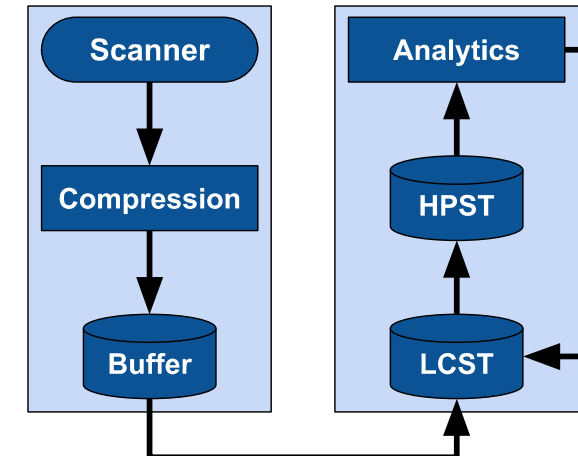 Scanner
Compression
Buffer
Analytics
HPST
LCST